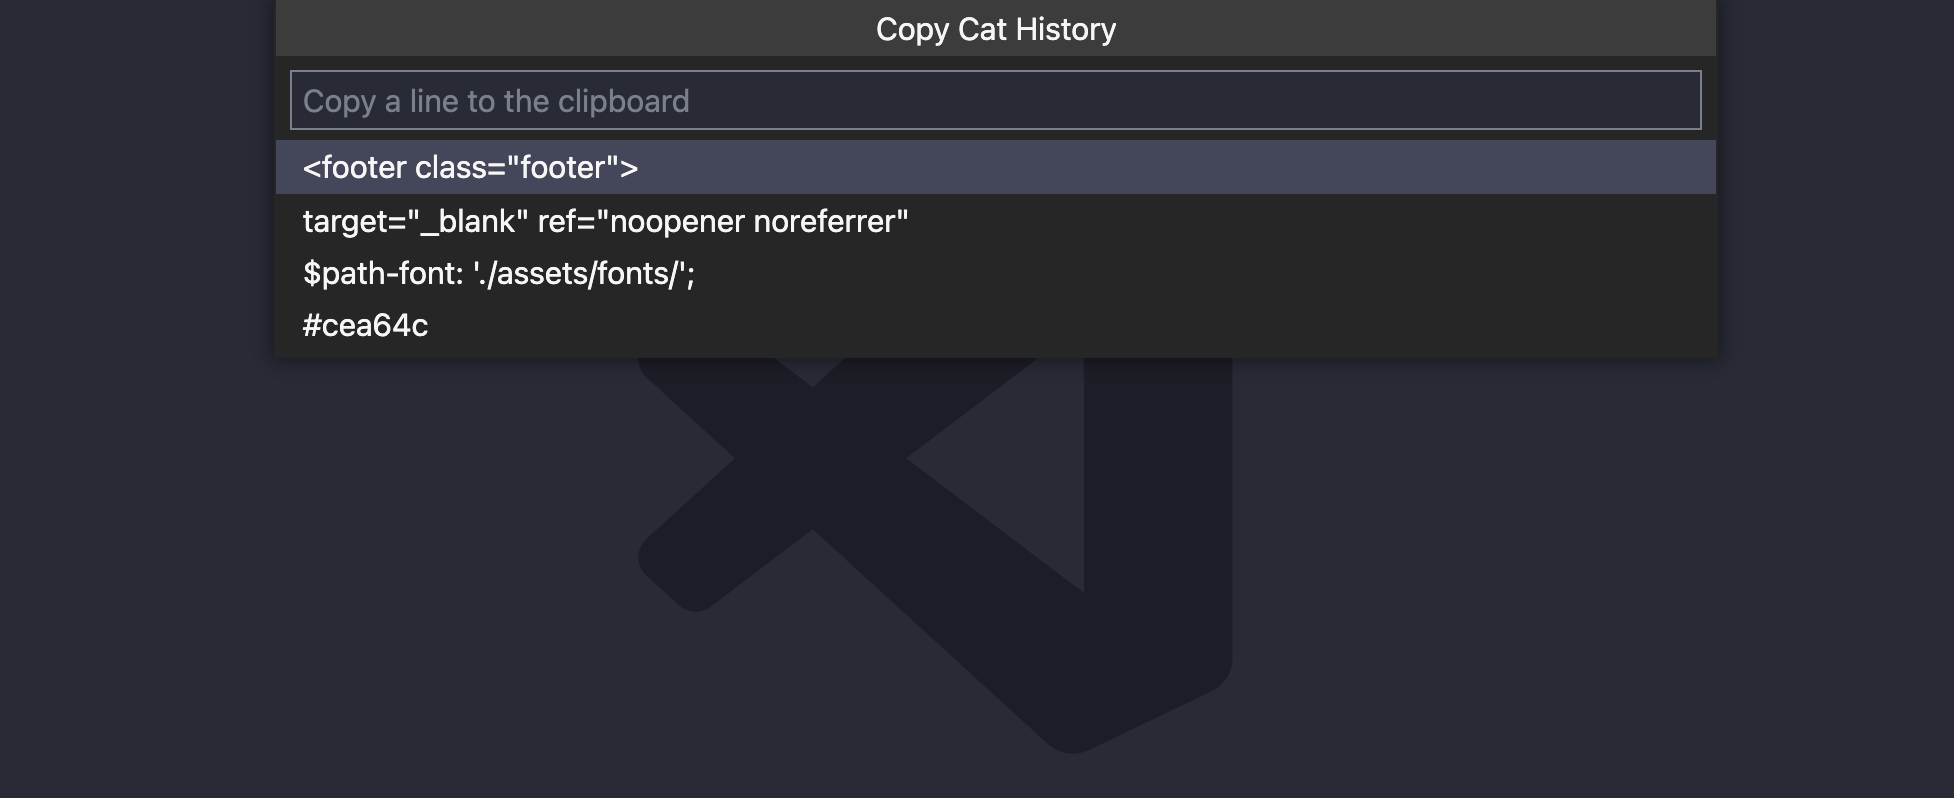 Copy Cat History
Copy a line to the clipboard
<footer class="footer">
target="_blank" ref="noopener noreferrer"
$path-font: './assets/fonts/';
#cea64c